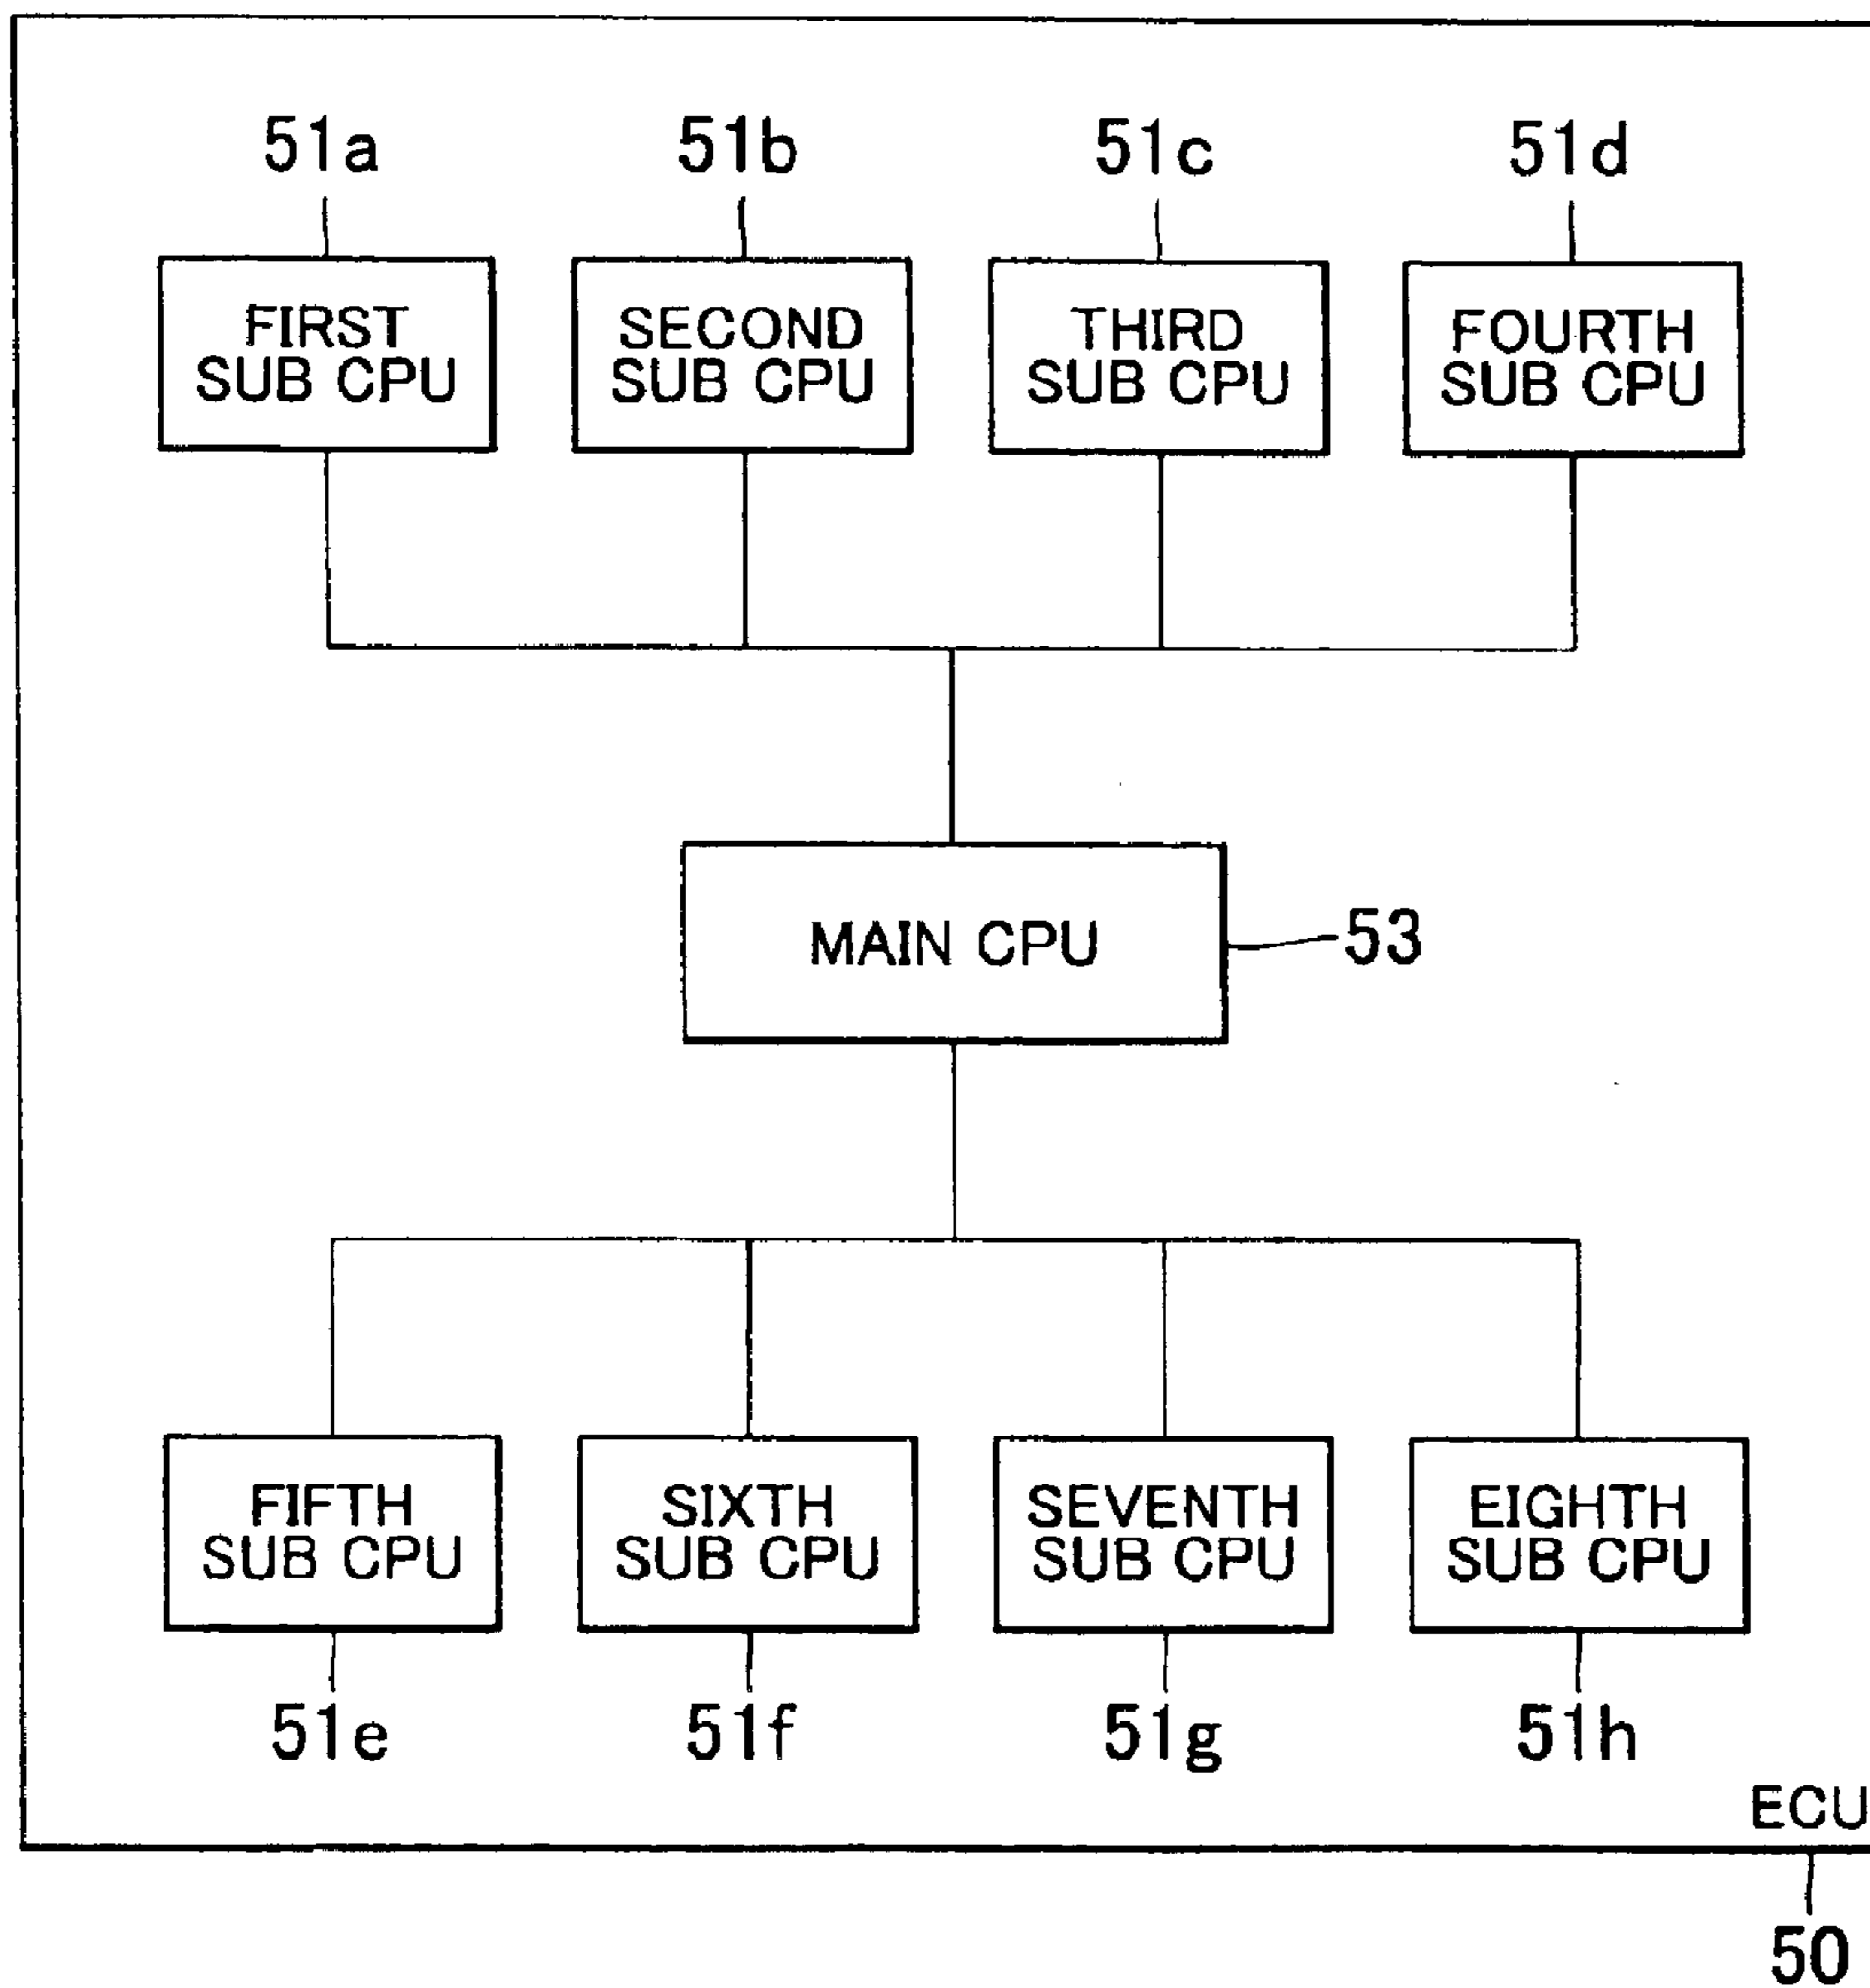 51a 51b 51c 51d
FIRST SUB CPU
SECOND SUB CPU
THIRD SUB CPU
FOURTH SUB CPU
MAIN CPU
53
FIFTH SUB CPU
SIXTH SUB CPU
SEVENTH SUB CPU
EIGHTH SUB CPU
51e 51f 51g 51h
ECU
50